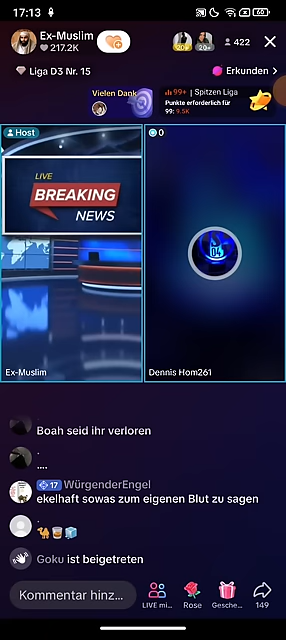 17:13
60
Ex-Muslim
217.2K
20+
422
Liga D3 Nr. 15
Erkunden
Vielen Dank
99+ | Spitzen Liga
Punkte erforderlich für
99: 9.5K
Host
0
LIVE
BREAKING
NEWS
04
Ex-Muslim
Dennis Hom261
Boah seid ihr verloren
....
17 WürgenderEngel
ekelhaft sowas zum eigenen Blut zu sagen
.
🐪🥃🧊
Goku ist beigetreten
Kommentar hinz...
LIVE mi...
Rose
Gesche...
149